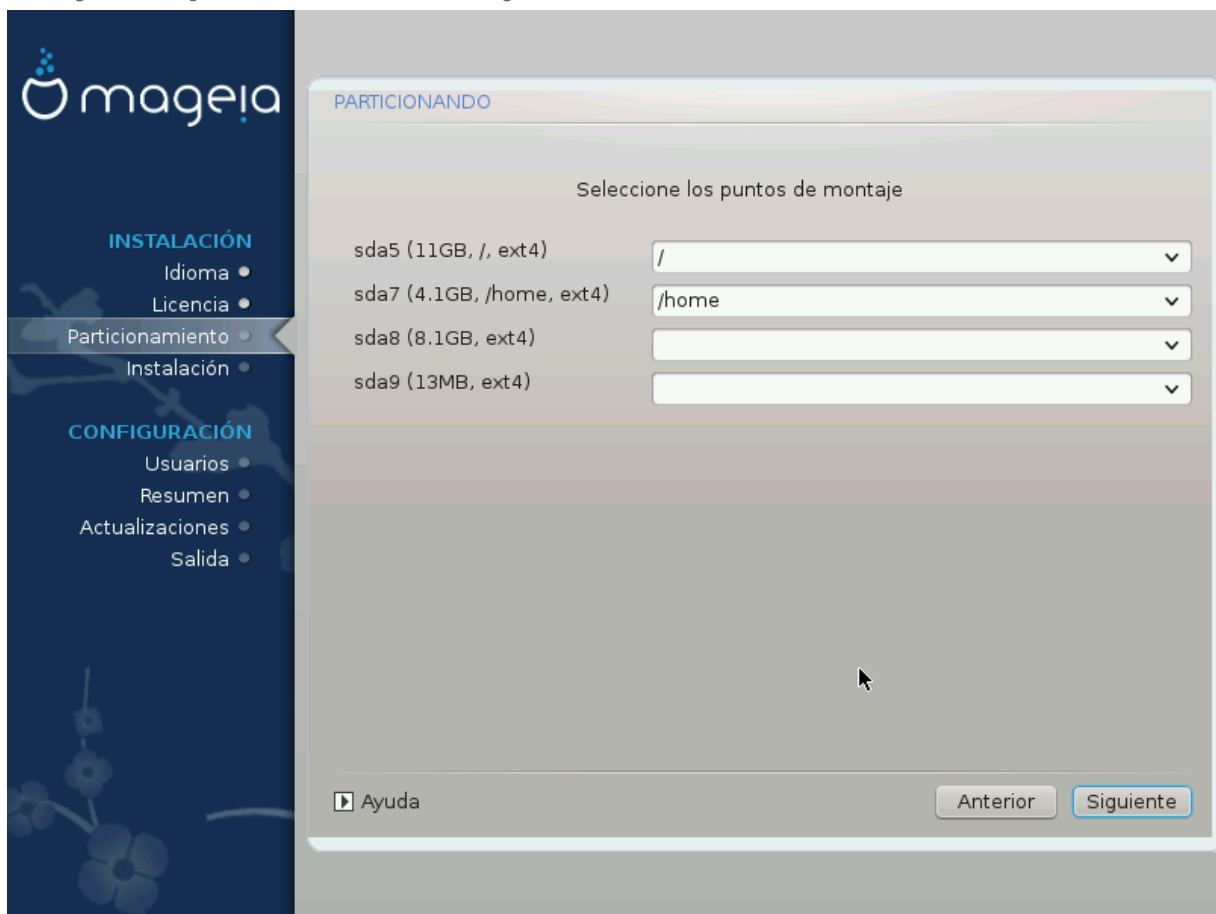 mageia
INSTALACIÓN
Idioma
Licencia
Particionamiento
Instalación
CONFIGURACIÓN
Usuarios
Resumen
Actualizaciones
Salida
PARTICIONANDO
Seleccione los puntos de montaje
sda5 (11GB, /, ext4) /
sda7 (4.1GB, /home, ext4) /home
sda8 (8.1GB, ext4)
sda9 (13MB, ext4)
Ayuda Anterior Siguiente